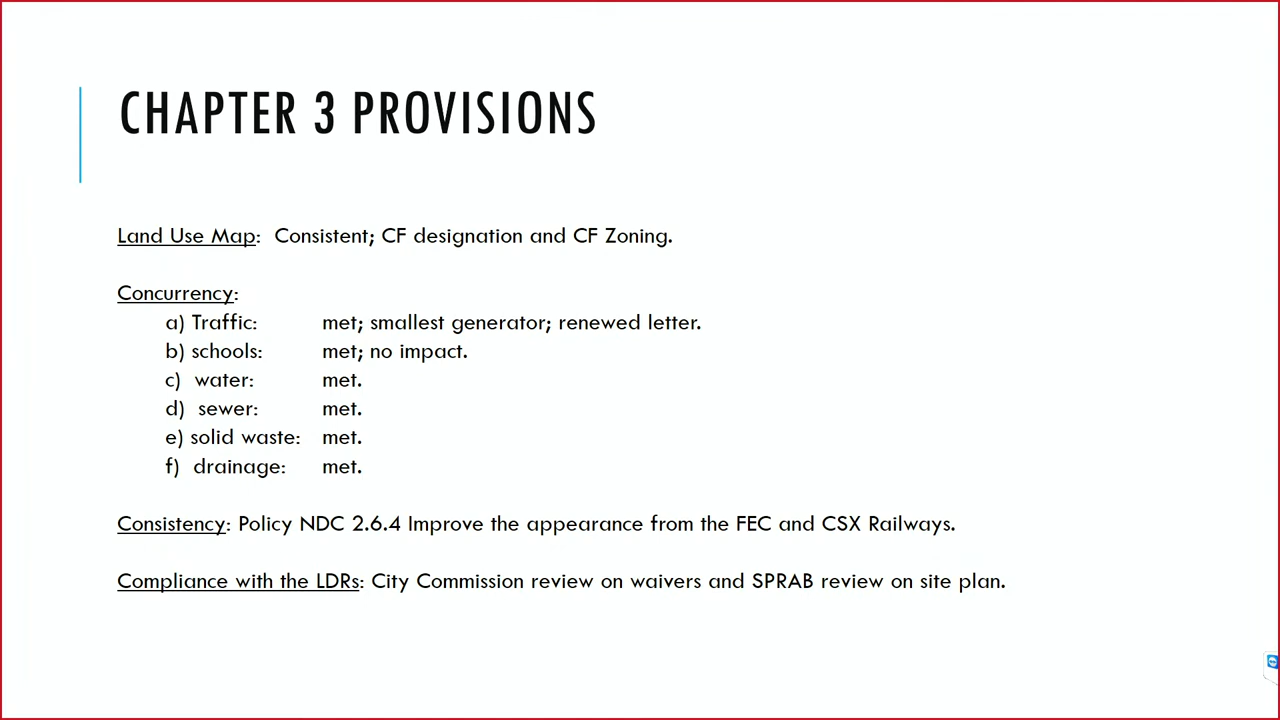 CHAPTER 3 PROVISIONS
Land Use Map: Consistent; CF designation and CF Zoning.
Concurrency:
a) Traffic: met; smallest generator; renewed letter.
b) schools: met; no impact.
c) water: met.
d) sewer: met.
e) solid waste: met.
f) drainage: met.
Consistency: Policy NDC 2.6.4 Improve the appearance from the FEC and CSX Railways.
Compliance with the LDRs: City Commission review on waivers and SPRAB review on site plan.